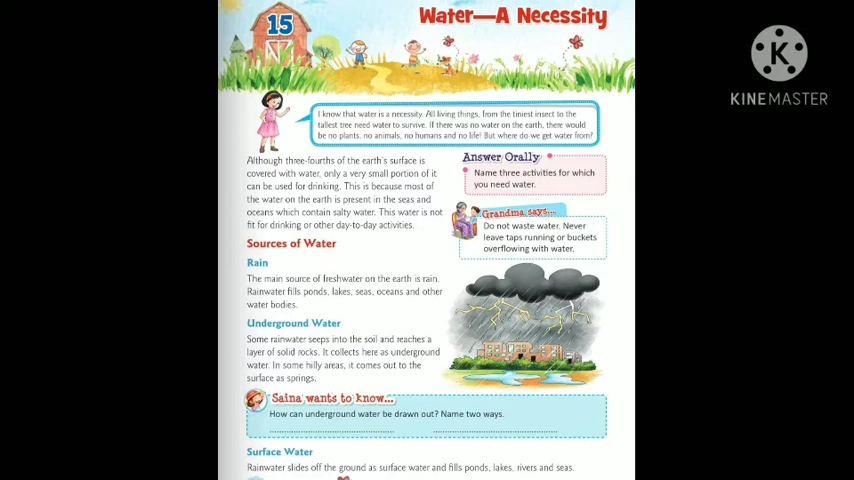 15
Water—A Necessity
KINEMASTER
I know that water is a necessity. All living things, from the tiniest insect to the
tallest tree need water to survive. If there was no water on the earth, there would
be no plants, no animals, no humans and no life! But where do we get water from?
Although three-fourths of the earth's surface is
covered with water, only a very small portion of it
can be used for drinking. This is because most of
the water on the earth is present in the seas and
oceans which contain salty water. This water is not
fit for drinking or other day-to-day activities.
Answer Orally
Name three activities for which
you need water.
Grandma says...
Do not waste water. Never
leave taps running or buckets
overflowing with water.
Sources of Water
Rain
The main source of freshwater on the earth is rain.
Rainwater fills ponds, lakes, seas, oceans and other
water bodies.
Underground Water
Some rainwater seeps into the soil and reaches a
layer of solid rocks. It collects here as underground
water. In some hilly areas, it comes out to the
surface as springs.
Saina wants to know...
How can underground water be drawn out? Name two ways.
Surface Water
Rainwater slides off the ground as surface water and fills ponds, lakes, rivers and seas.